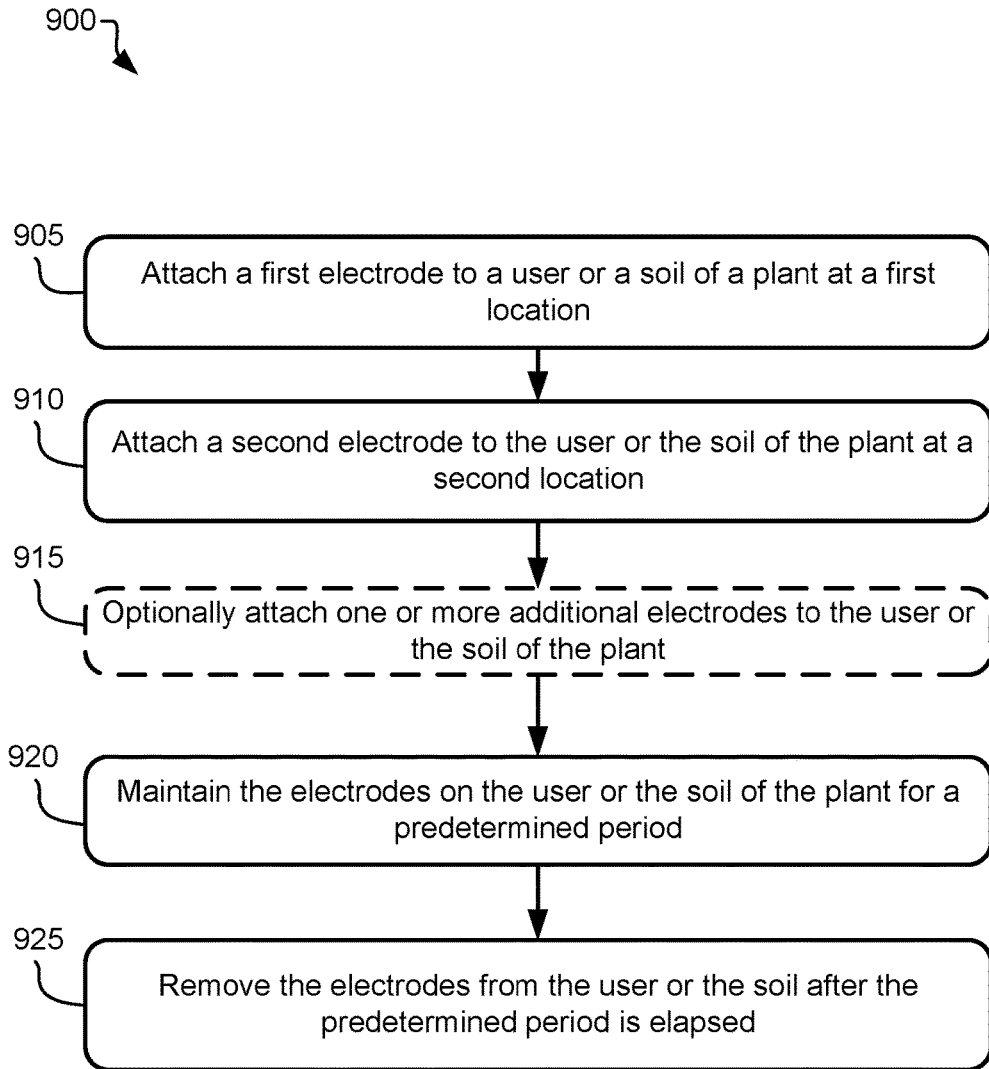 900
905
Attach a first electrode to a user or a soil of a plant at a first
location
910
Attach a second electrode to the user or the soil of the plant at a
second location
915
Optionally attach one or more additional electrodes to the user or
the soil of the plant
920
Maintain the electrodes on the user or the soil of the plant for a
predetermined period
925
Remove the electrodes from the user or the soil after the
predetermined period is elapsed